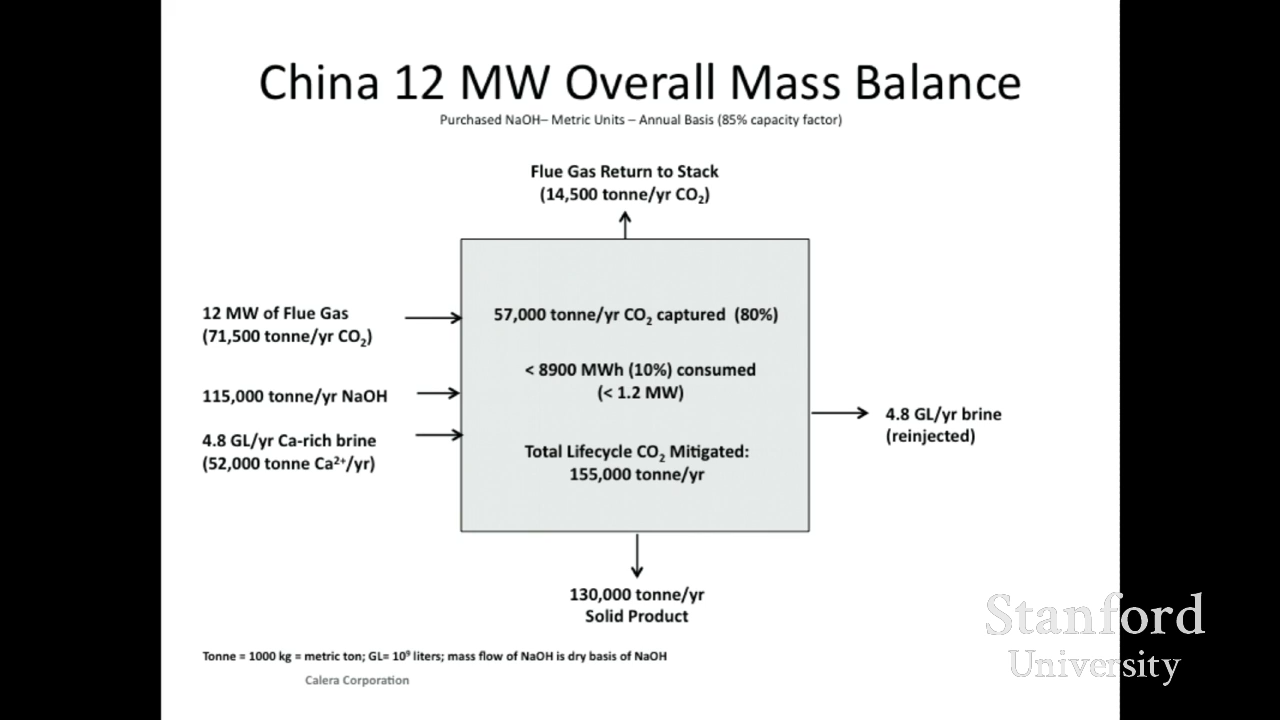 China 12 MW Overall Mass Balance
Purchased NaOH– Metric Units – Annual Basis (85% capacity factor)
Flue Gas Return to Stack
(14,500 tonne/yr CO₂)
12 MW of Flue Gas
(71,500 tonne/yr CO₂)
115,000 tonne/yr NaOH
4.8 GL/yr Ca-rich brine
(52,000 tonne Ca²⁺/yr)
57,000 tonne/yr CO₂ captured (80%)
< 8900 MWh (10%) consumed
(< 1.2 MW)
Total Lifecycle CO₂ Mitigated:
155,000 tonne/yr
4.8 GL/yr brine
(reinjected)
130,000 tonne/yr
Solid Product
Tonne = 1000 kg = metric ton; GL= 10⁹ liters; mass flow of NaOH is dry basis of NaOH
Calera Corporation
Stanford
University